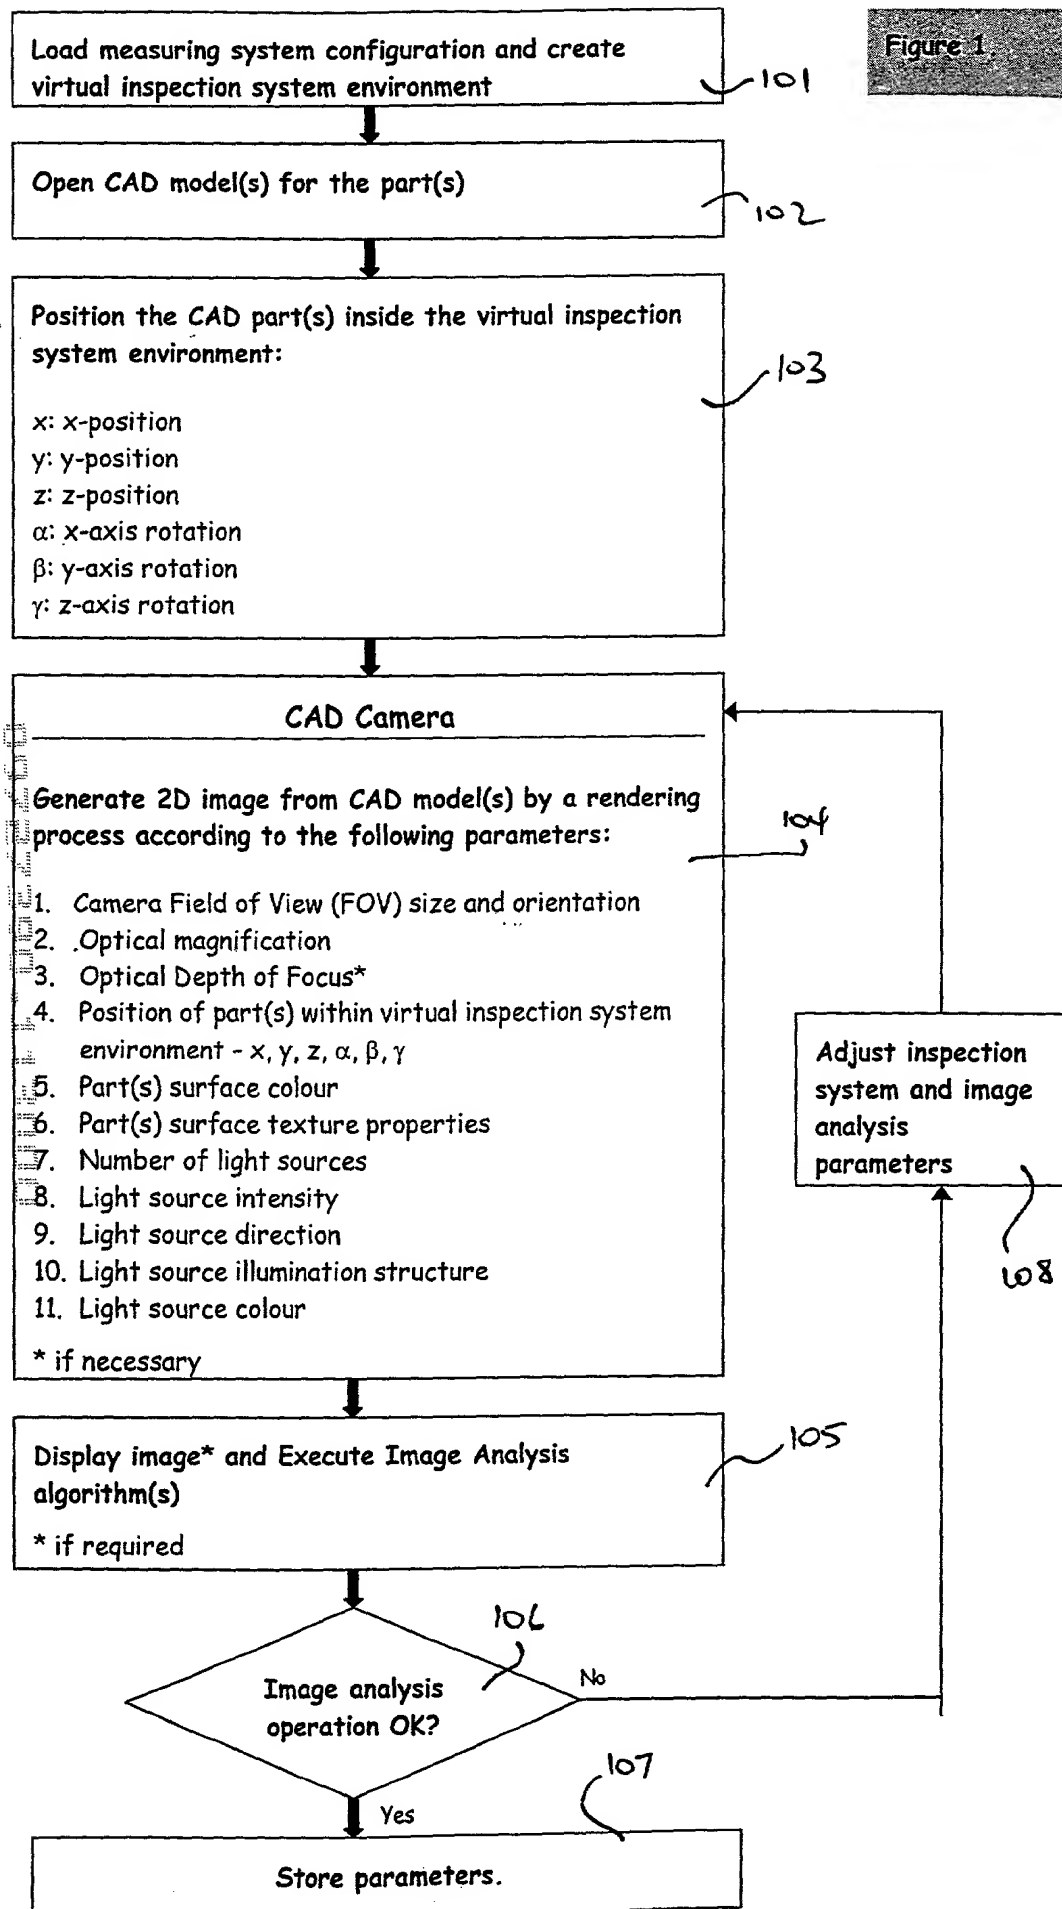 Figure 1
Load measuring system configuration and create
virtual inspection system environment
101
Open CAD model(s) for the part(s)
102
Position the CAD part(s) inside the virtual inspection
system environment:
103
x: x-position
y: y-position
z: z-position
α: x-axis rotation
β: y-axis rotation
γ: z-axis rotation
CAD Camera
Generate 2D image from CAD model(s) by a rendering
process according to the following parameters:
104
1. Camera Field of View (FOV) size and orientation
2. Optical magnification
3. Optical Depth of Focus*
4. Position of part(s) within virtual inspection system
environment - x, y, z, α, β, γ
5. Part(s) surface colour
6. Part(s) surface texture properties
7. Number of light sources
8. Light source intensity
9. Light source direction
10. Light source illumination structure
11. Light source colour
* if necessary
Adjust inspection
system and image
analysis
parameters
108
Display image* and Execute Image Analysis
algorithm(s)
* if required
105
106
Image analysis
operation OK?
No
Yes
107
Store parameters.